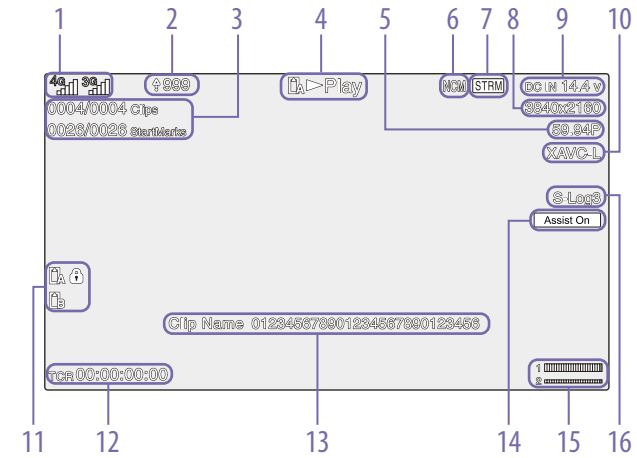 1 2 3 4 5 6 7 8 9 10
4G 3G 999 A Play NCM STRM DC IN 14.4 V
0004/0004 Clips 3840x2160
0026/0026 StartMarks 59.94P
XAVC-L
S-Log3
Assist On
A
B
Clip Name 012345678901234567890123456
TCR 00:00:00:00
1
2
11 12 13 14 15 16